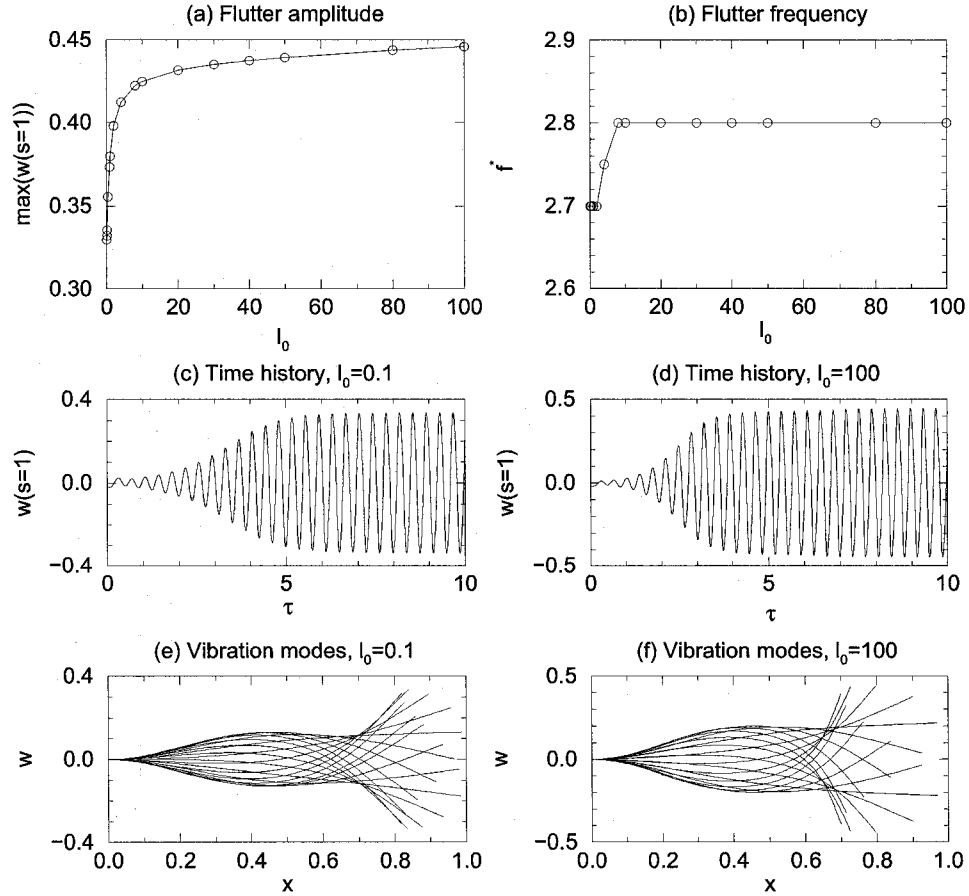 (a) Flutter amplitude
(b) Flutter frequency
max(w(s=1))
0.45
0.40
0.35
0.30
0 20 40 60 80 100
l₀
f*
2.9
2.8
2.7
2.6
0 20 40 60 80 100
l₀
(c) Time history, l₀=0.1
(d) Time history, l₀=100
w(s=1)
0.4
0.0
−0.4
0 5 10
τ
w(s=1)
0.5
0.0
−0.5
0 5 10
τ
(e) Vibration modes, l₀=0.1
(f) Vibration modes, l₀=100
w
0.4
0.0
−0.4
0.0 0.2 0.4 0.6 0.8 1.0
x
w
0.5
0.0
−0.5
0.0 0.2 0.4 0.6 0.8 1.0
x